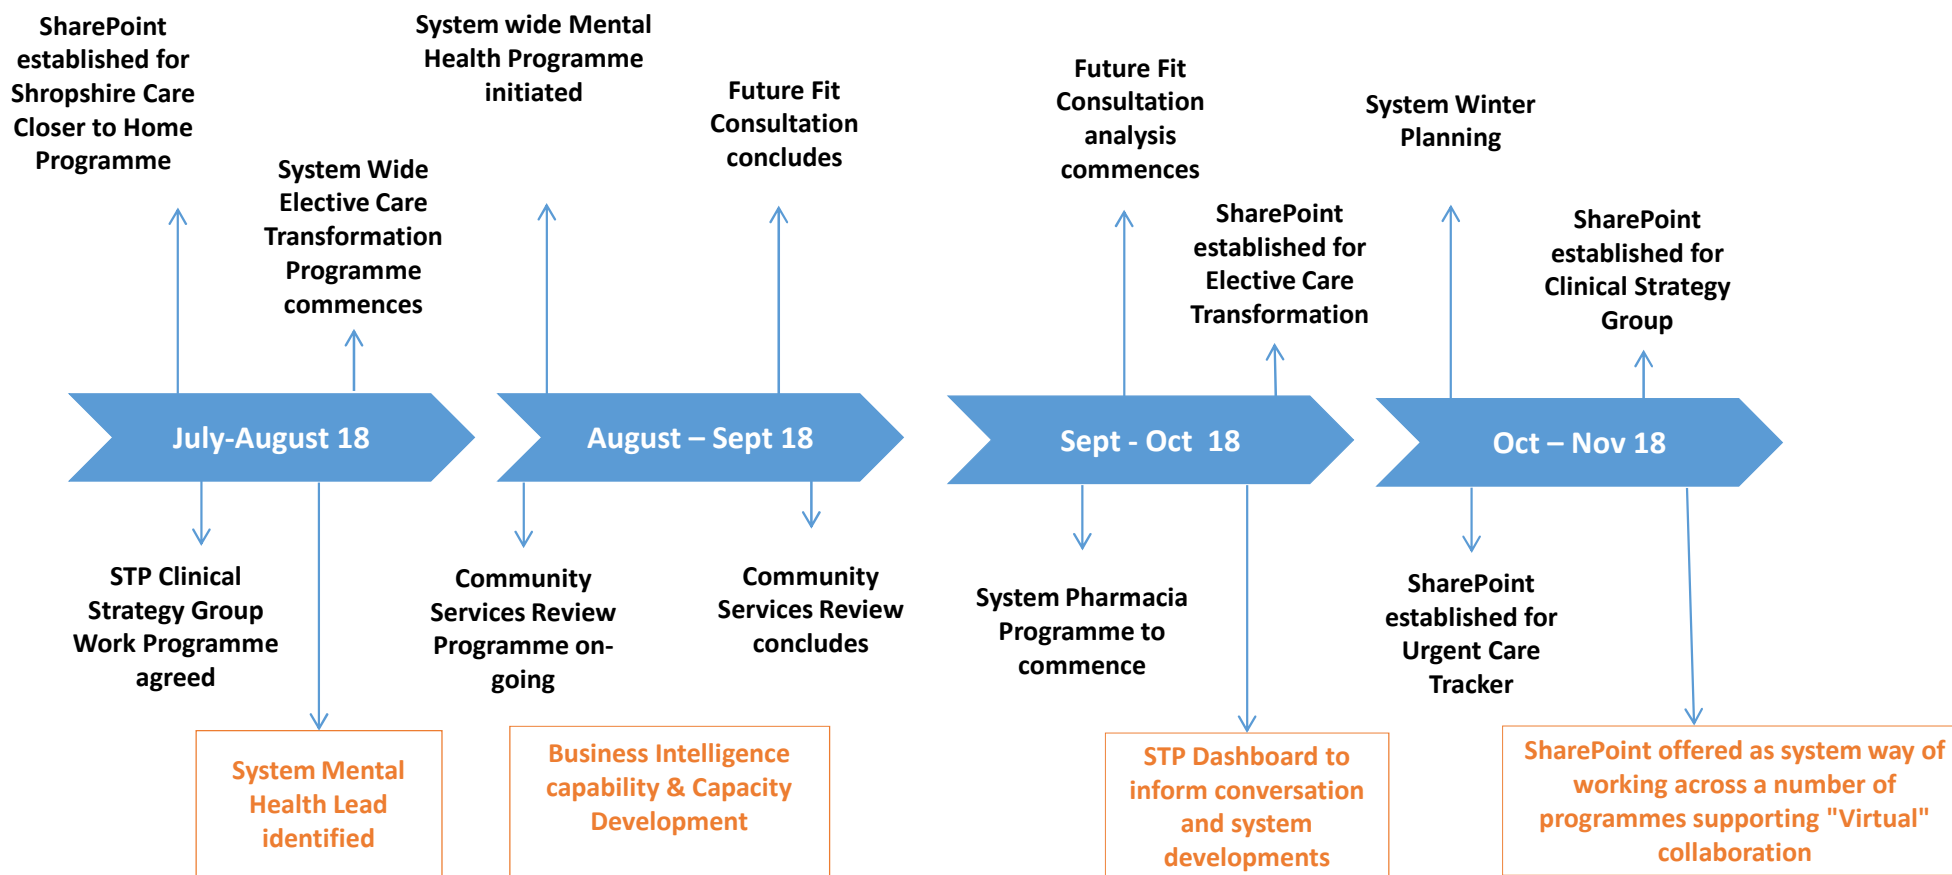 SharePoint
established for
Shropshire Care
Closer to Home
Programme
System Wide
Elective Care
Transformation
Programme
commences
System wide Mental
Health Programme
initiated
Future Fit
Consultation
concludes
Future Fit
Consultation
analysis
commences
SharePoint
established for
Elective Care
Transformation
System Winter
Planning
SharePoint
established for
Clinical Strategy
Group
July-August 18
August – Sept 18
Sept - Oct 18
Oct – Nov 18
STP Clinical
Strategy Group
Work Programme
agreed
System Mental
Health Lead
identified
Community
Services Review
Programme on-
going
Business Intelligence
capability & Capacity
Development
Community
Services Review
concludes
System Pharmacia
Programme to
commence
STP Dashboard to
inform conversation
and system
developments
SharePoint
established for
Urgent Care
Tracker
SharePoint offered as system way of
working across a number of
programmes supporting "Virtual"
collaboration